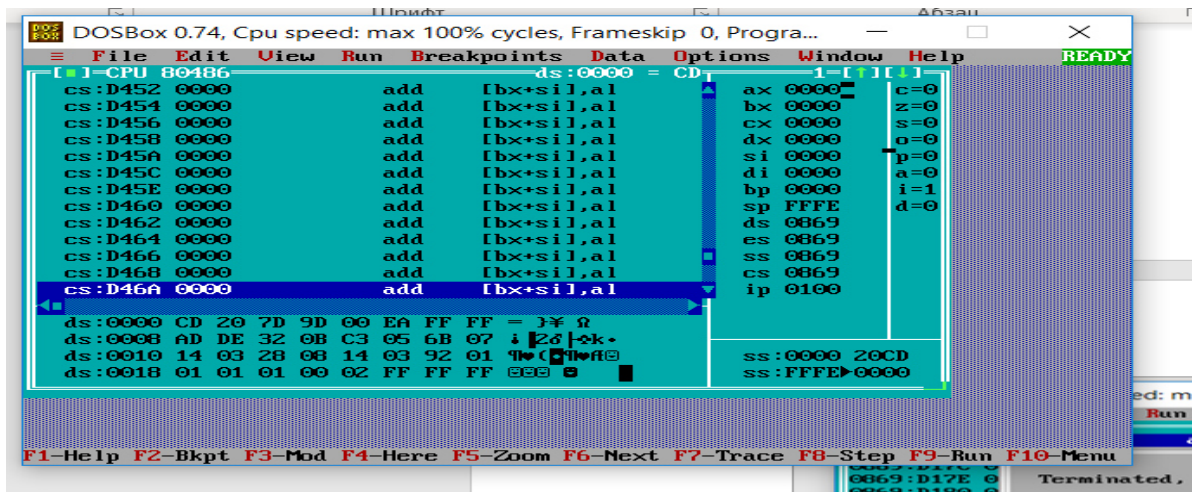 Шрифт Абзац
DOSBox 0.74, Cpu speed: max 100% cycles, Frameskip 0, Progra...
≡ File Edit View Run Breakpoints Data Options Window Help READY
[■]=CPU 80486 ds:0000 = CD 1=[↑][↓]
cs:D452 0000 add [bx+si],al ax 0000 c=0
cs:D454 0000 add [bx+si],al bx 0000 z=0
cs:D456 0000 add [bx+si],al cx 0000 s=0
cs:D458 0000 add [bx+si],al dx 0000 o=0
cs:D45A 0000 add [bx+si],al si 0000 p=0
cs:D45C 0000 add [bx+si],al di 0000 a=0
cs:D45E 0000 add [bx+si],al bp 0000 i=1
cs:D460 0000 add [bx+si],al sp FFFE d=0
cs:D462 0000 add [bx+si],al ds 0869
cs:D464 0000 add [bx+si],al es 0869
cs:D466 0000 add [bx+si],al ss 0869
cs:D468 0000 add [bx+si],al cs 0869
cs:D46A 0000 add [bx+si],al ip 0100
ds:0000 CD 20 7D 9D 00 EA FF FF = }¥ Ω
ds:0008 AD DE 32 0B C3 05 6B 07
ds:0010 14 03 28 08 14 03 92 01 ss:0000 20CD
ds:0018 01 01 01 00 02 FF FF FF ss:FFFE►0000
ed: m
Run
F1-Help F2-Bkpt F3-Mod F4-Here F5-Zoom F6-Next F7-Trace F8-Step F9-Run F10-Menu
0869:D17E 0 Terminated,